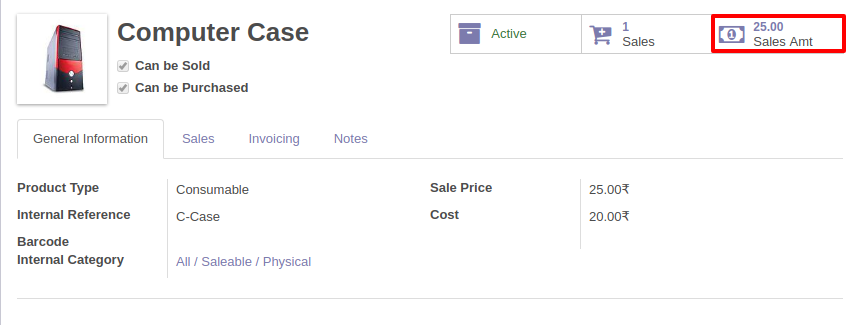 Computer Case
Can be Sold
Can be Purchased
Active
1
Sales
25.00
Sales Amt
General Information Sales Invoicing Notes
Product Type Consumable Sale Price 25.00₹
Internal Reference C-Case Cost 20.00₹
Barcode
Internal Category All / Saleable / Physical